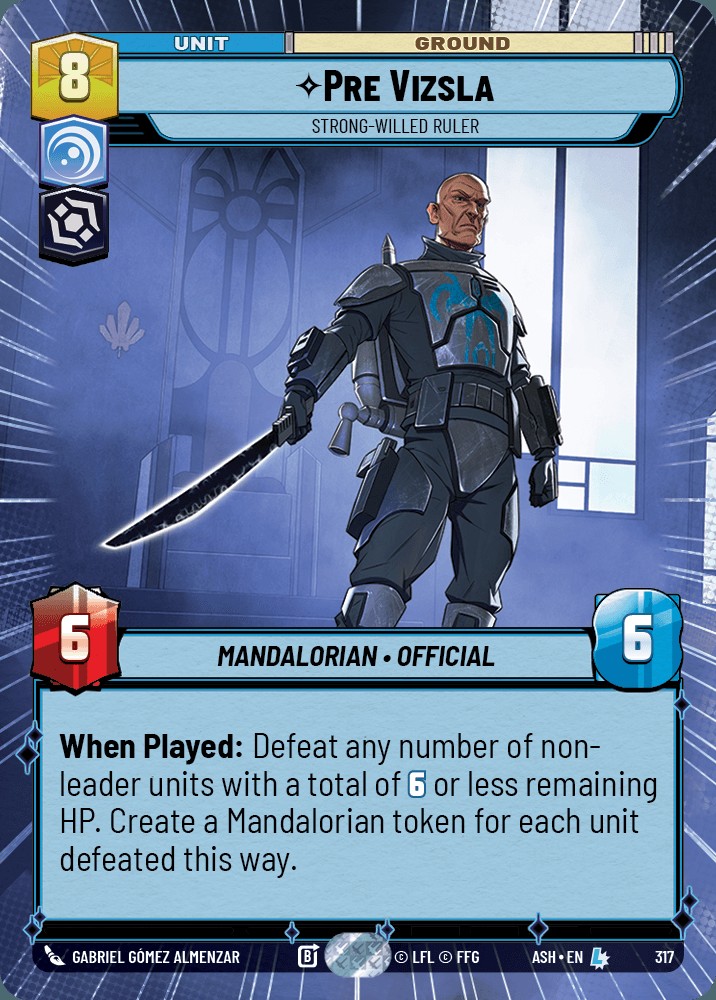 UNIT
GROUND
8
PRE VIZSLA
STRONG-WILLED RULER
6
MANDALORIAN • OFFICIAL
6
When Played: Defeat any number of non-
leader units with a total of 6 or less remaining
HP. Create a Mandalorian token for each unit
defeated this way.
GABRIEL GÓMEZ ALMENZAR
B
© LFL © FFG
ASH • EN
L
317